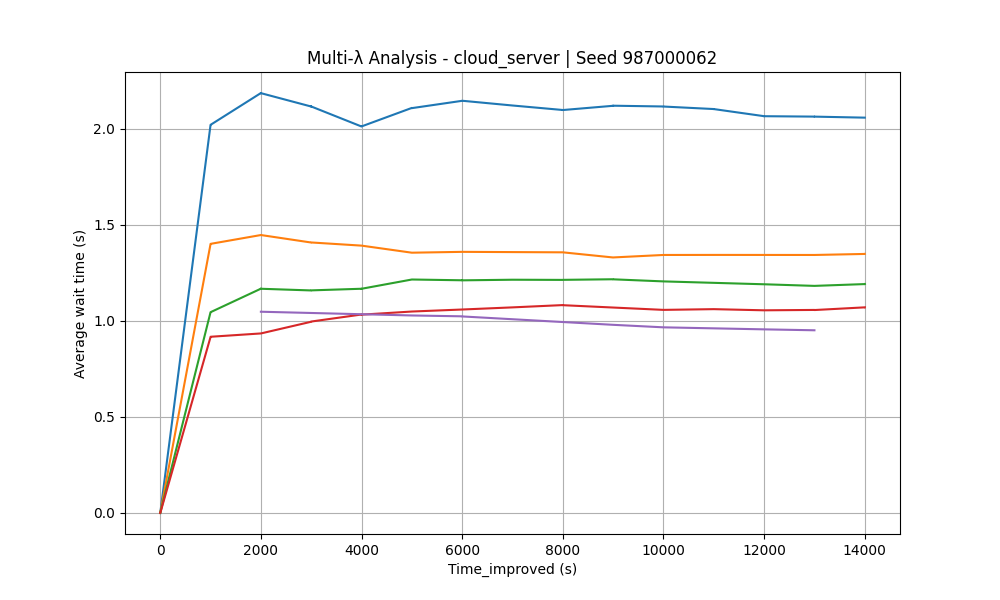 Multi-λ Analysis - cloud_server | Seed 987000062
Average wait time (s)
2.0
1.5
1.0
0.5
0.0
0 2000 4000 6000 8000 10000 12000 14000
Time_improved (s)